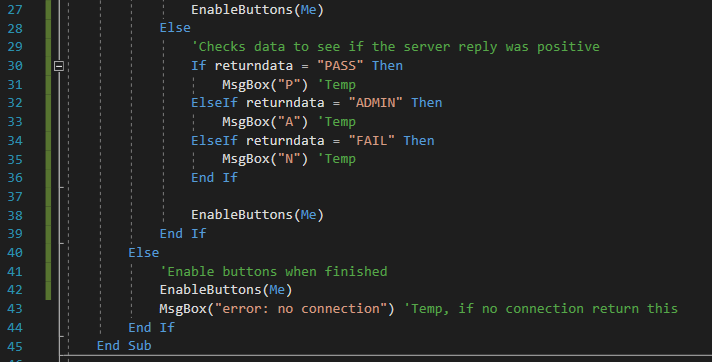 27 EnableButtons(Me)
28 Else
29 'Checks data to see if the server reply was positive
30 If returndata = "PASS" Then
31 MsgBox("P") 'Temp
32 ElseIf returndata = "ADMIN" Then
33 MsgBox("A") 'Temp
34 ElseIf returndata = "FAIL" Then
35 MsgBox("N") 'Temp
36 End If
37
38 EnableButtons(Me)
39 End If
40 Else
41 'Enable buttons when finished
42 EnableButtons(Me)
43 MsgBox("error: no connection") 'Temp, if no connection return this
44 End If
45 End Sub